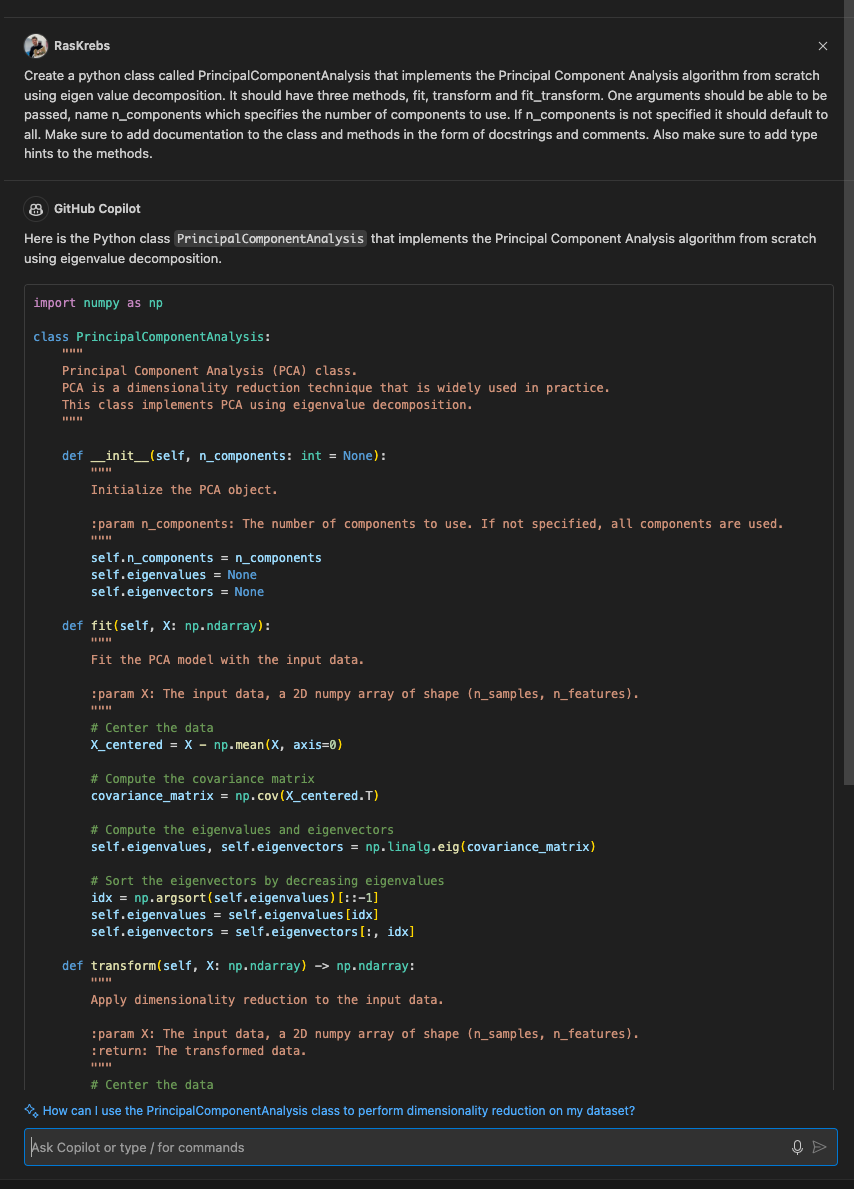 RasKrebs
Create a python class called PrincipalComponentAnalysis that implements the Principal Component Analysis algorithm from scratch
using eigen value decomposition. It should have three methods, fit, transform and fit_transform. One arguments should be able to be
passed, name n_components which specifies the number of components to use. If n_components is not specified it should default to
all. Make sure to add documentation to the class and methods in the form of docstrings and comments. Also make sure to add type
hints to the methods.
GitHub Copilot
Here is the Python class PrincipalComponentAnalysis that implements the Principal Component Analysis algorithm from scratch
using eigenvalue decomposition.
import numpy as np

class PrincipalComponentAnalysis:
    """
    Principal Component Analysis (PCA) class.
    PCA is a dimensionality reduction technique that is widely used in practice.
    This class implements PCA using eigenvalue decomposition.
    """

    def __init__(self, n_components: int = None):
        """
        Initialize the PCA object.

        :param n_components: The number of components to use. If not specified, all components are used.
        """
        self.n_components = n_components
        self.eigenvalues = None
        self.eigenvectors = None

    def fit(self, X: np.ndarray):
        """
        Fit the PCA model with the input data.

        :param X: The input data, a 2D numpy array of shape (n_samples, n_features).
        """
        # Center the data
        X_centered = X - np.mean(X, axis=0)

        # Compute the covariance matrix
        covariance_matrix = np.cov(X_centered.T)

        # Compute the eigenvalues and eigenvectors
        self.eigenvalues, self.eigenvectors = np.linalg.eig(covariance_matrix)

        # Sort the eigenvectors by decreasing eigenvalues
        idx = np.argsort(self.eigenvalues)[::-1]
        self.eigenvalues = self.eigenvalues[idx]
        self.eigenvectors = self.eigenvectors[:, idx]

    def transform(self, X: np.ndarray) -> np.ndarray:
        """
        Apply dimensionality reduction to the input data.

        :param X: The input data, a 2D numpy array of shape (n_samples, n_features).
        :return: The transformed data.
        """
        # Center the data
How can I use the PrincipalComponentAnalysis class to perform dimensionality reduction on my dataset?
Ask Copilot or type / for commands